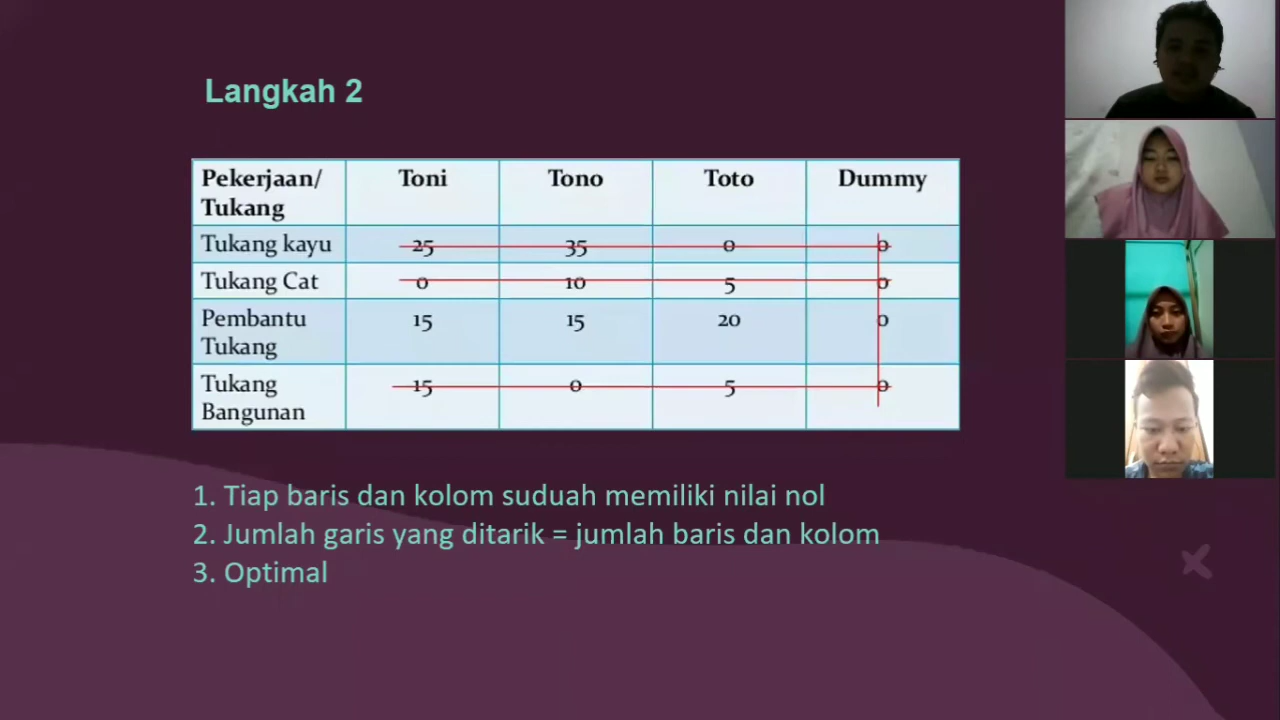 Langkah 2
Pekerjaan/ Toni Tono Toto Dummy
Tukang
Tukang kayu 25 35 0 0
Tukang Cat 0 10 5 0
Pembantu 15 15 20 0
Tukang
Tukang 15 0 5 0
Bangunan
1. Tiap baris dan kolom suduah memiliki nilai nol
2. Jumlah garis yang ditarik = jumlah baris dan kolom
3. Optimal